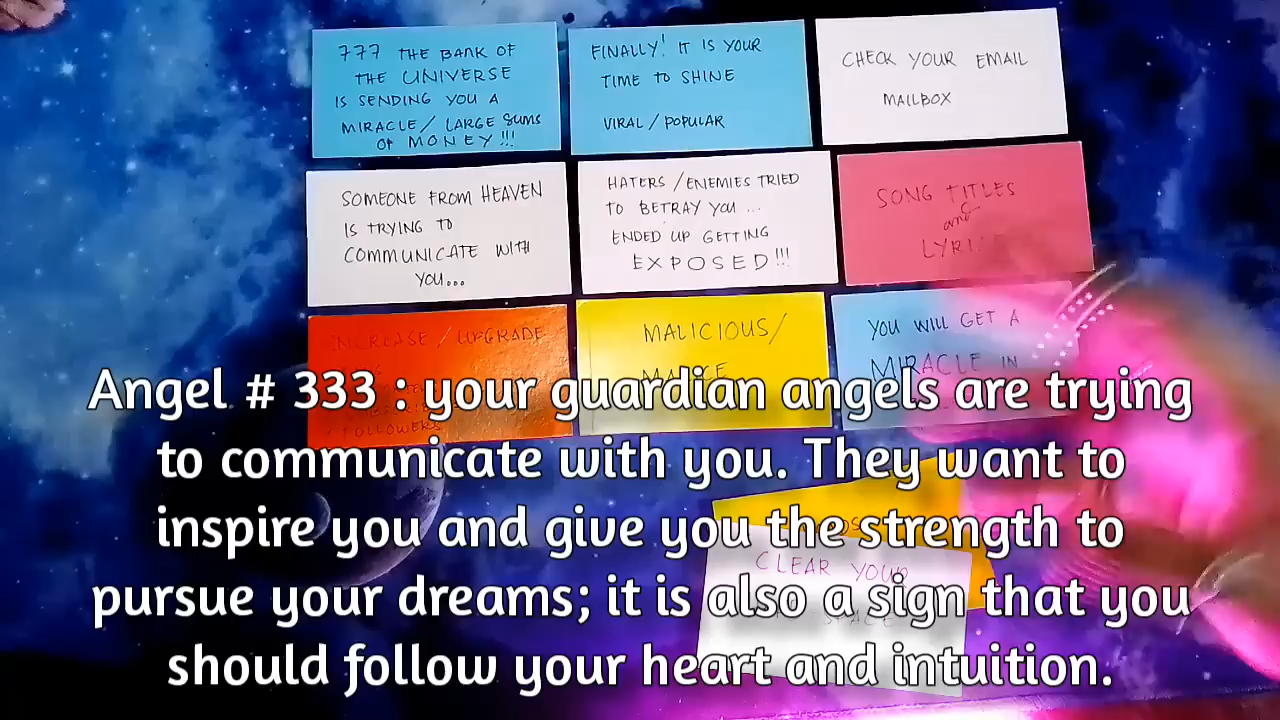 777 THE BANK OF
THE UNIVERSE
IS SENDING YOU A
MIRACLE/ LARGE SUMS
OF MONEY!!!
FINALLY! IT IS YOUR
TIME TO SHINE
VIRAL/POPULAR
CHECK YOUR EMAIL
MAILBOX
SOMEONE FROM HEAVEN
IS TRYING TO
COMMUNICATE WITH
YOU...
HATERS/ENEMIES TRIED
TO BETRAY YOU ...
ENDED UP GETTING
EXPOSED!!!
SONG TITLES
and
INCREASE / UPGRADE
FOLLOWERS
MALICIOUS/
YOU WILL GET A
MIRACLE IN
CLEAR YOUR
Angel # 333 : your guardian angels are trying
to communicate with you. They want to
inspire you and give you the strength to
pursue your dreams; it is also a sign that you
should follow your heart and intuition.